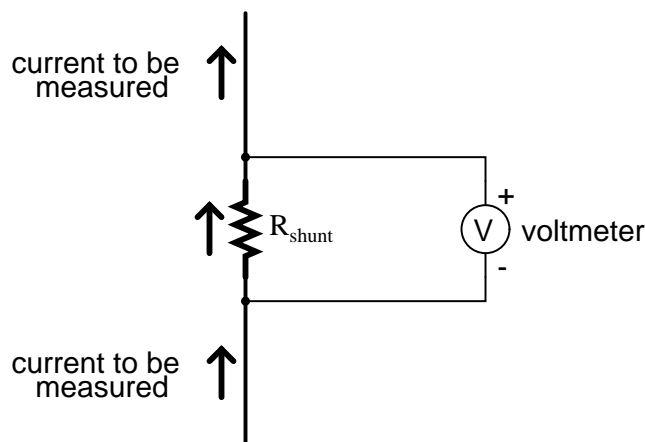 current to be
measured
+
R shunt
V
voltmeter
-
current to be
measured